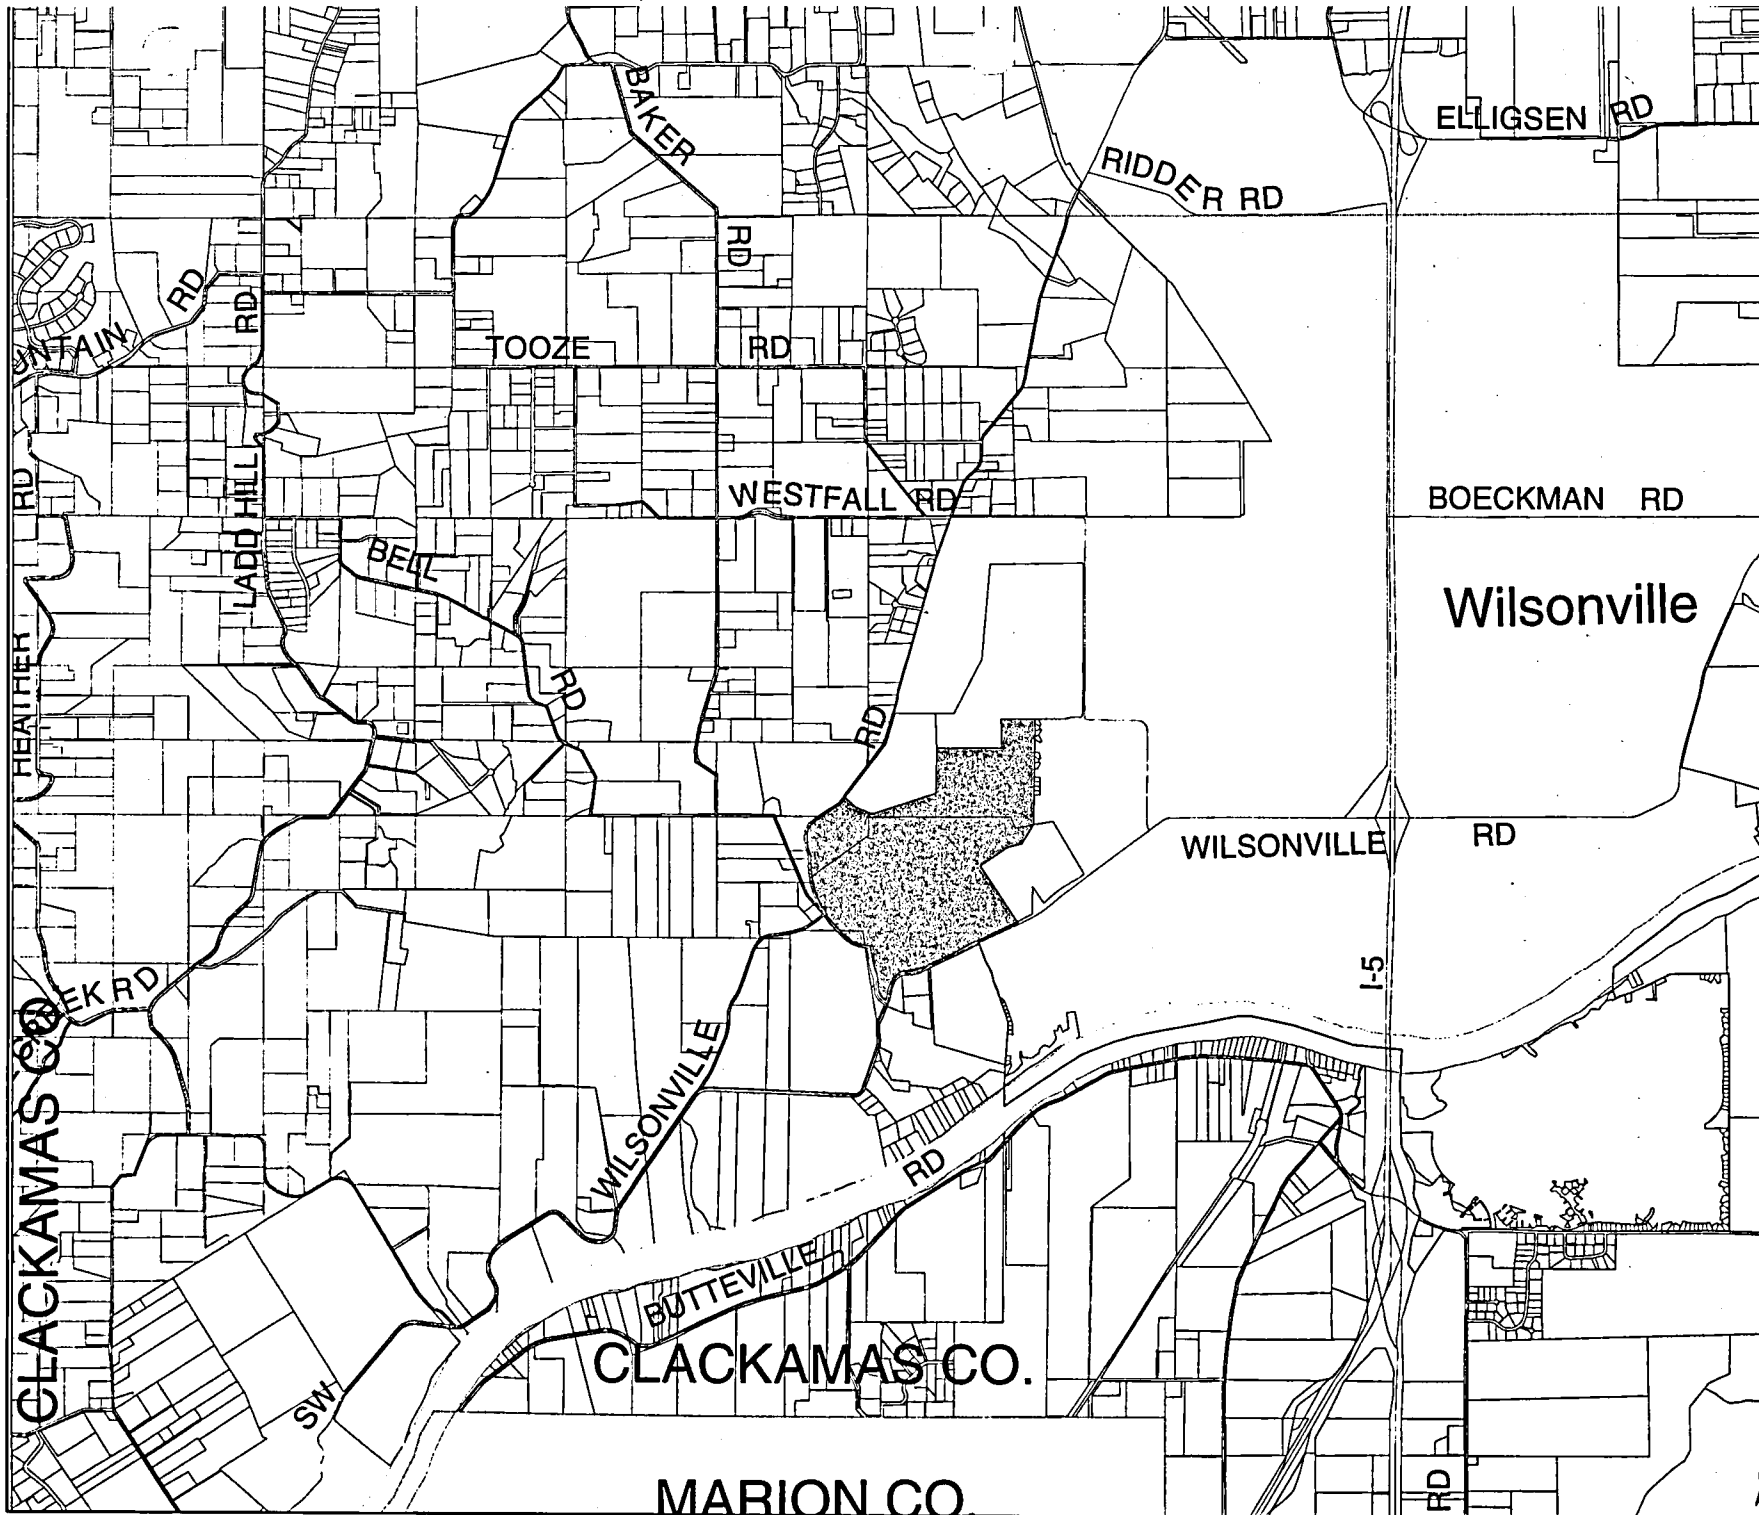 BAKER
ELLIGSEN RD
RIDDER RD
RD
RD
RD
UNTAIN
TOOZE RD
RD
LADD HILL
WESTFALL RD
BOECKMAN RD
BELL
Wilsonville
HEATHER
RD
RD
WILSONVILLE RD
I-5
EK RD
CLACKAMAS CO
WILSONVILLE
RD
BUTTEVILLE
CLACKAMAS CO.
SW
MARION CO.
RD